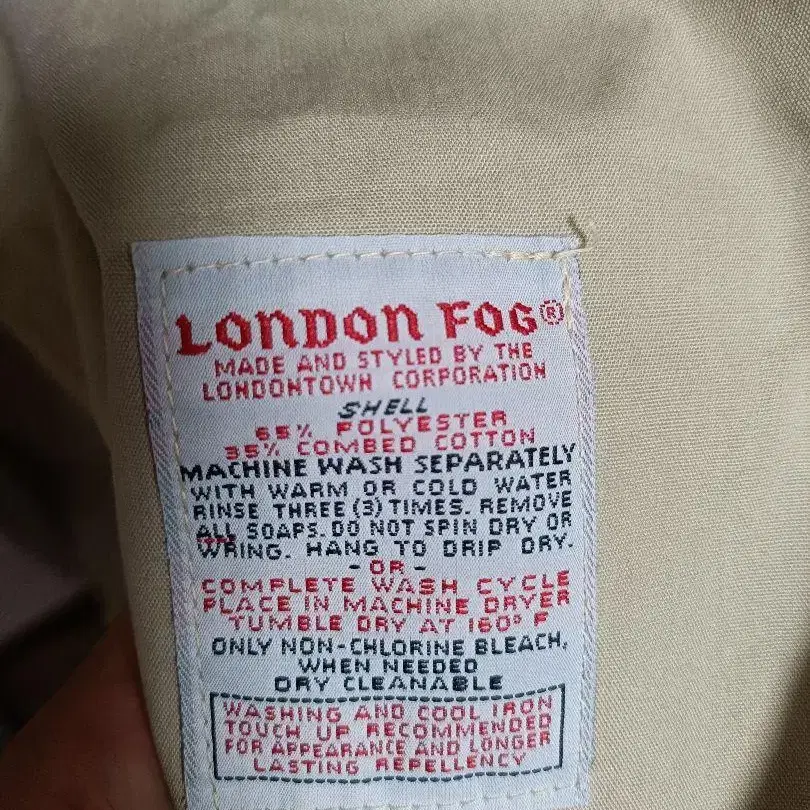 LONDON FOG®
MADE AND STYLED BY THE
LONDONTOWN CORPORATION
SHELL
65% POLYESTER
35% COMBED COTTON
MACHINE WASH SEPARATELY
WITH WARM OR COLD WATER
RINSE THREE (3) TIMES. REMOVE
ALL SOAPS. DO NOT SPIN DRY OR
WRING. HANG TO DRIP DRY.
- OR -
COMPLETE WASH CYCLE
PLACE IN MACHINE DRYER
TUMBLE DRY AT 160° F
ONLY NON-CHLORINE BLEACH,
WHEN NEEDED
DRY CLEANABLE
WASHING AND COOL IRON
TOUCH UP RECOMMENDED
FOR APPEARANCE AND LONGER
LASTING REPELLENCY